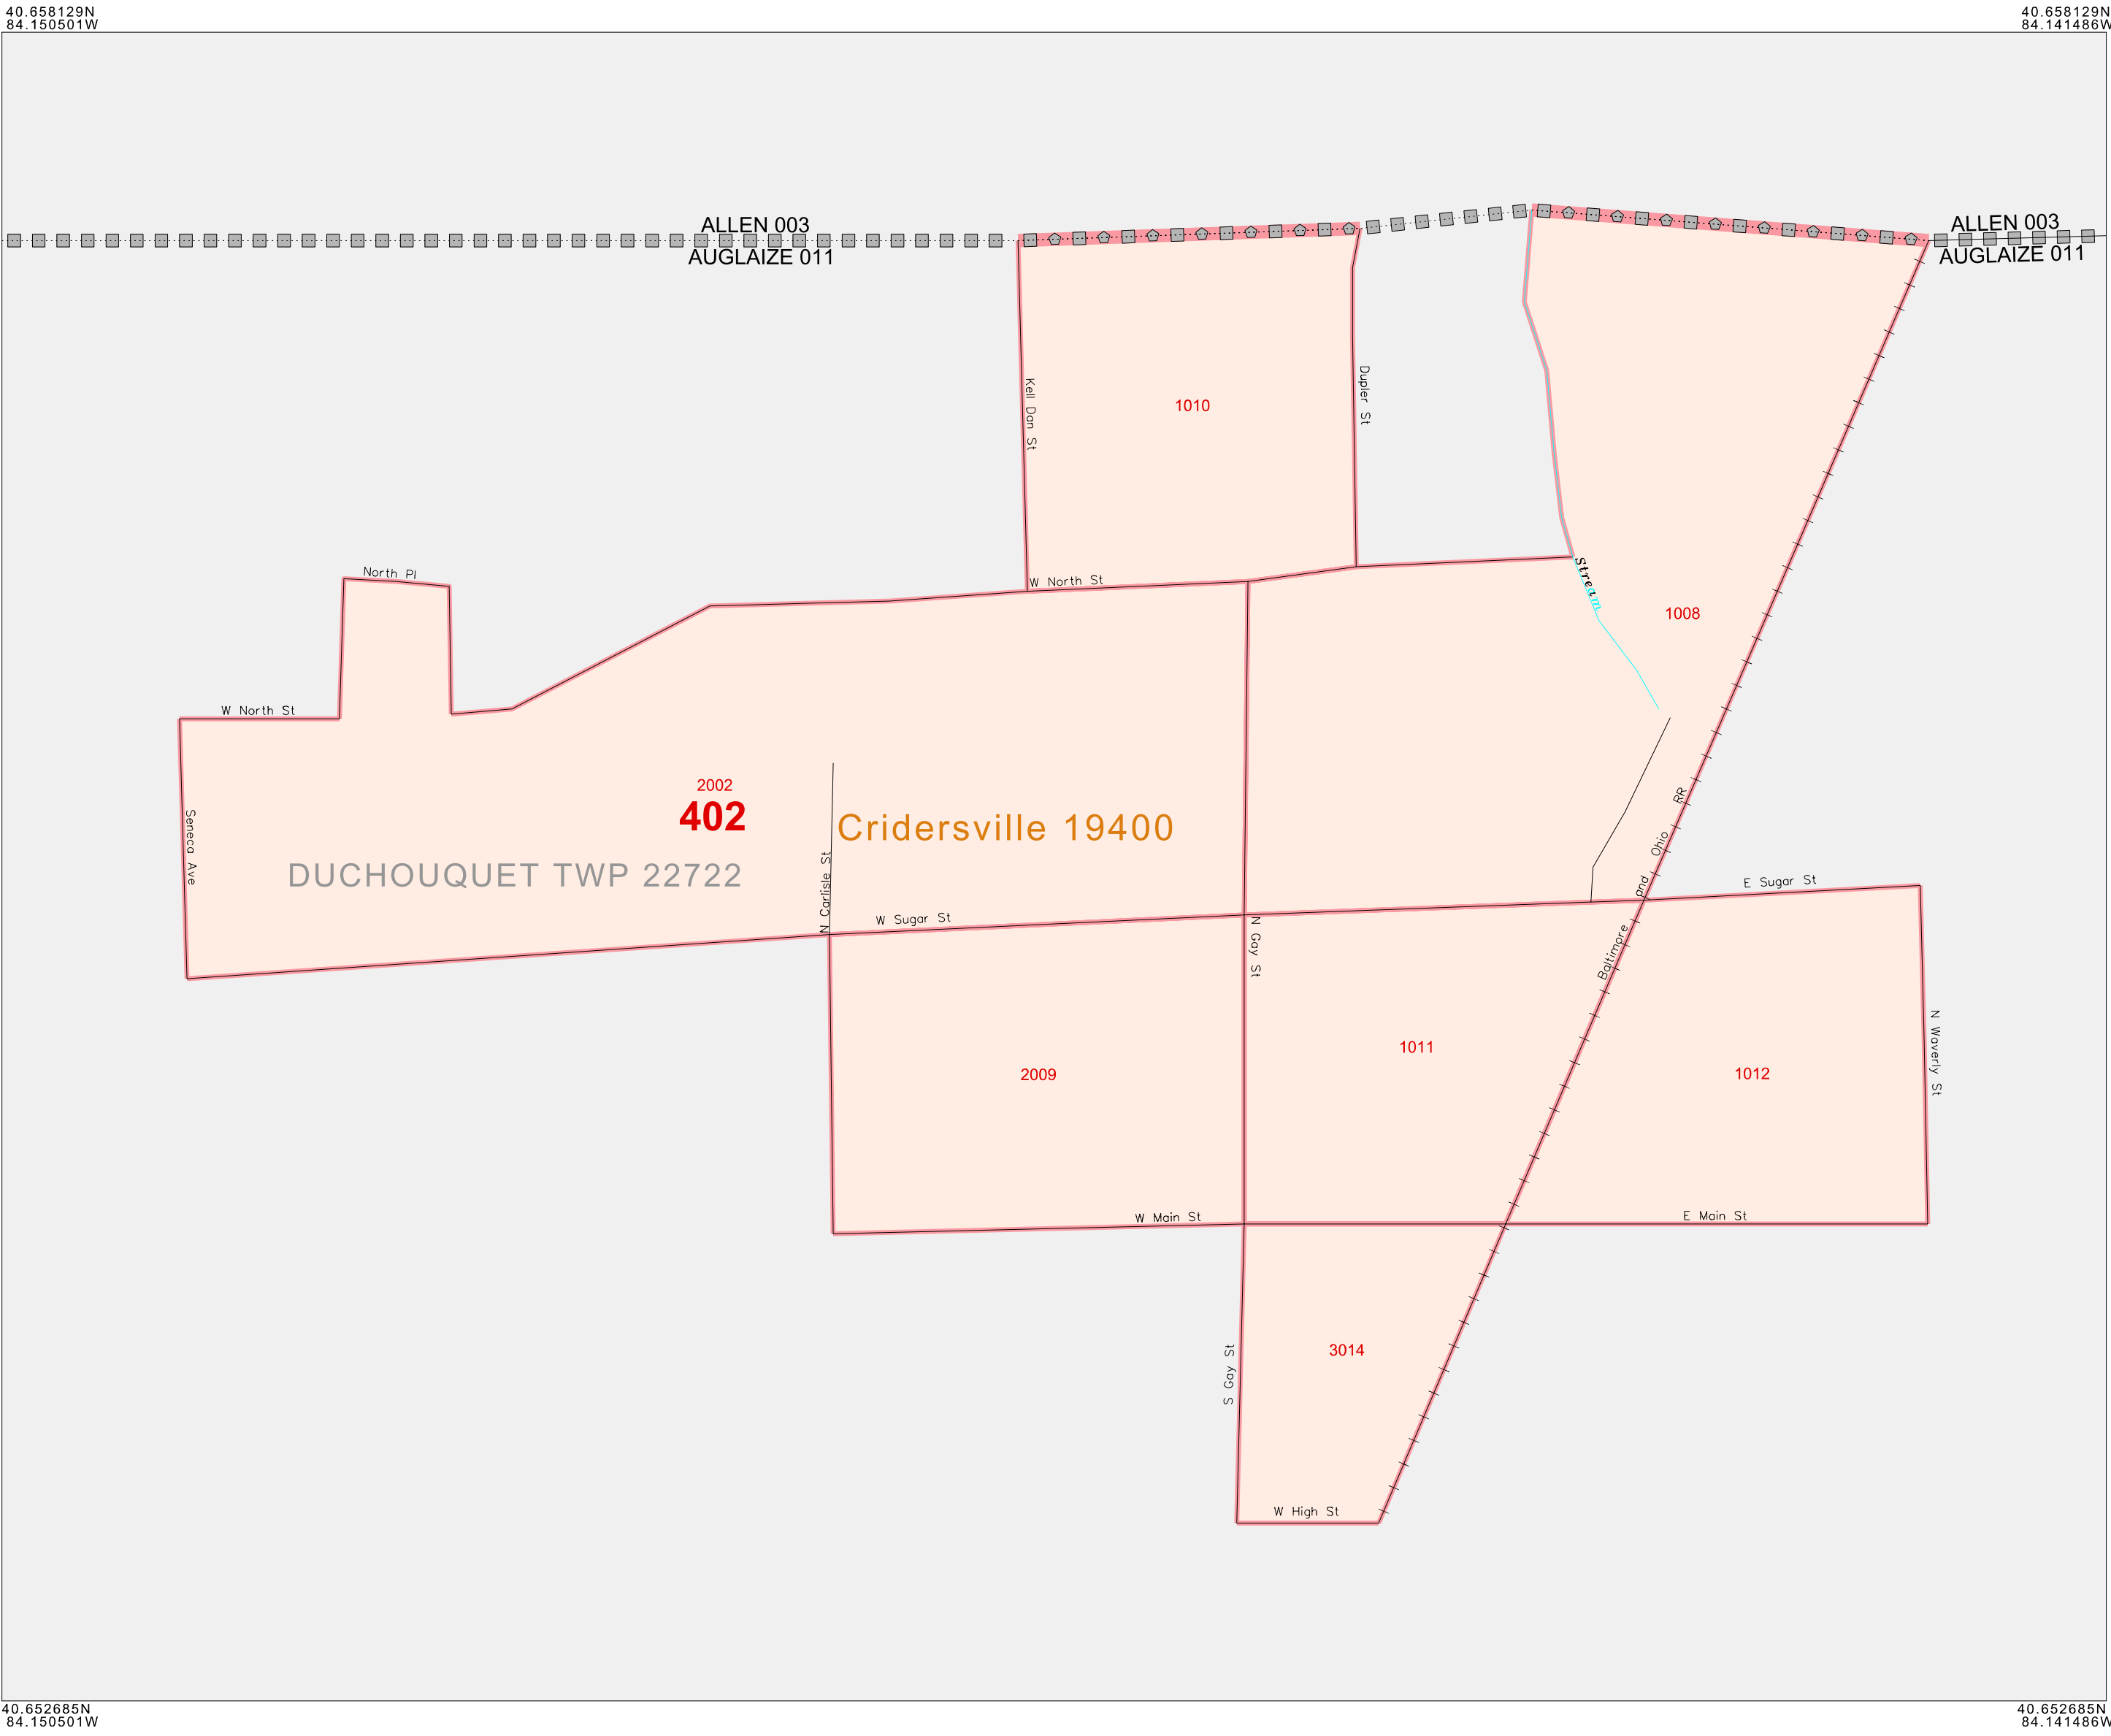 40.658129N
84.150501W
40.658129N
84.141486W
ALLEN 003
AUGLAIZE 011
ALLEN 003
AUGLAIZE 011
Kell Dan St
1010
Dupler St
North Pl
W North St
Stream
1008
W North St
2002
402
Cridersville 19400
DUCHOUQUET TWP 22722
Seneca Ave
N Carlisle St
W Sugar St
N Gay St
Baltimore and Ohio RR
E Sugar St
2009
1011
1012
N Waverly St
W Main St
E Main St
S Gay St
3014
W High St
40.652685N
84.150501W
40.652685N
84.141486W